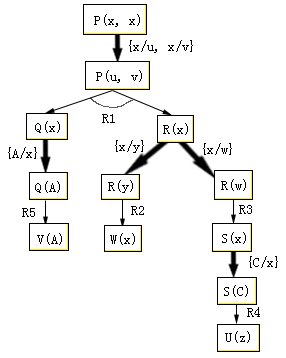 P(x, x)
{x/u, x/v}
P(u, v)
R1
Q(x)
R(x)
{A/x}
{x/y}
{x/w}
Q(A)
R(y)
R(w)
R5
R2
R3
V(A)
W(x)
S(x)
{C/x}
S(C)
R4
U(z)